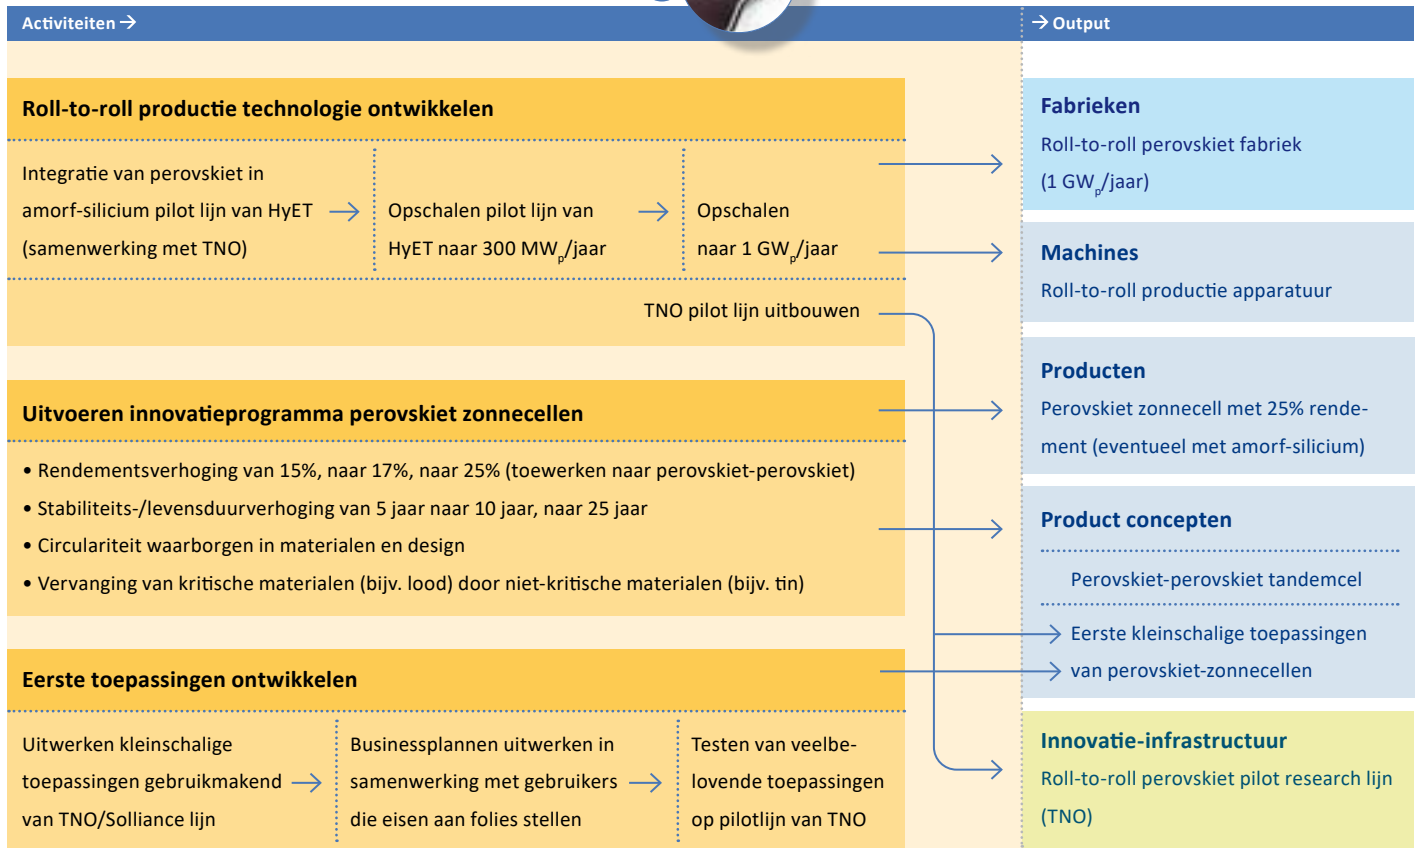 Activiteiten →
→ Output
Roll-to-roll productie technologie ontwikkelen
Integratie van perovskiet in
amorf-silicium pilot lijn van HyET
(samenwerking met TNO)
Opschalen pilot lijn van
HyET naar 300 MWp/jaar
Opschalen
naar 1 GWp/jaar
TNO pilot lijn uitbouwen
Uitvoeren innovatieprogramma perovskiet zonnecellen
• Rendementsverhoging van 15%, naar 17%, naar 25% (toewerken naar perovskiet-perovskiet)
• Stabiliteits-/levensduurverhoging van 5 jaar naar 10 jaar, naar 25 jaar
• Circulariteit waarborgen in materialen en design
• Vervanging van kritische materialen (bijv. lood) door niet-kritische materialen (bijv. tin)
Eerste toepassingen ontwikkelen
Uitwerken kleinschalige
toepassingen gebruikmakend
van TNO/Solliance lijn
Businessplannen uitwerken in
samenwerking met gebruikers
die eisen aan folies stellen
Testen van veelbe-
lovende toepassingen
op pilotlijn van TNO
Fabrieken
Roll-to-roll perovskiet fabriek
(1 GWp/jaar)
Machines
Roll-to-roll productie apparatuur
Producten
Perovskiet zonnecell met 25% rende-
ment (eventueel met amorf-silicium)
Product concepten
Perovskiet-perovskiet tandemcel
Eerste kleinschalige toepassingen
van perovskiet-zonnecellen
Innovatie-infrastructuur
Roll-to-roll perovskiet pilot research lijn
(TNO)